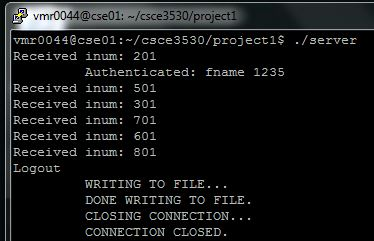 vmr0044@cse01: ~/csce3530/project1
vmr0044@cse01:~/csce3530/project1$ ./server
Received inum: 201
Authenticated: fname 1235
Received inum: 501
Received inum: 301
Received inum: 701
Received inum: 601
Received inum: 801
Logout
WRITING TO FILE...
DONE WRITING TO FILE.
CLOSING CONNECTION...
CONNECTION CLOSED.